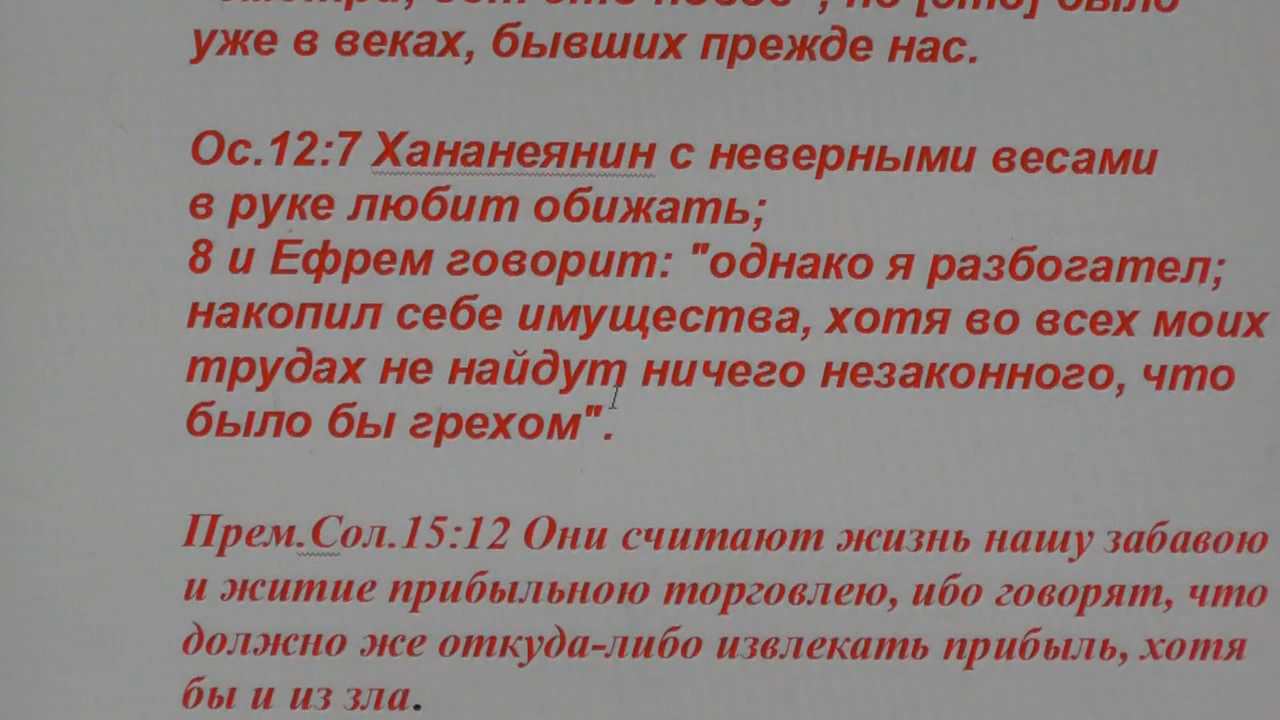 уже в веках, бывших прежде нас.
Ос.12:7 Хананеянин с неверными весами
в руке любит обижать;
8 и Ефрем говорит: "однако я разбогател;
накопил себе имущества, хотя во всех моих
трудах не найдут ничего незаконного, что
было бы грехом".
Прем.Сол.15:12 Они считают жизнь нашу забавою
и житие прибыльною торговлею, ибо говорят, что
должно же откуда-либо извлекать прибыль, хотя
бы и из зла.